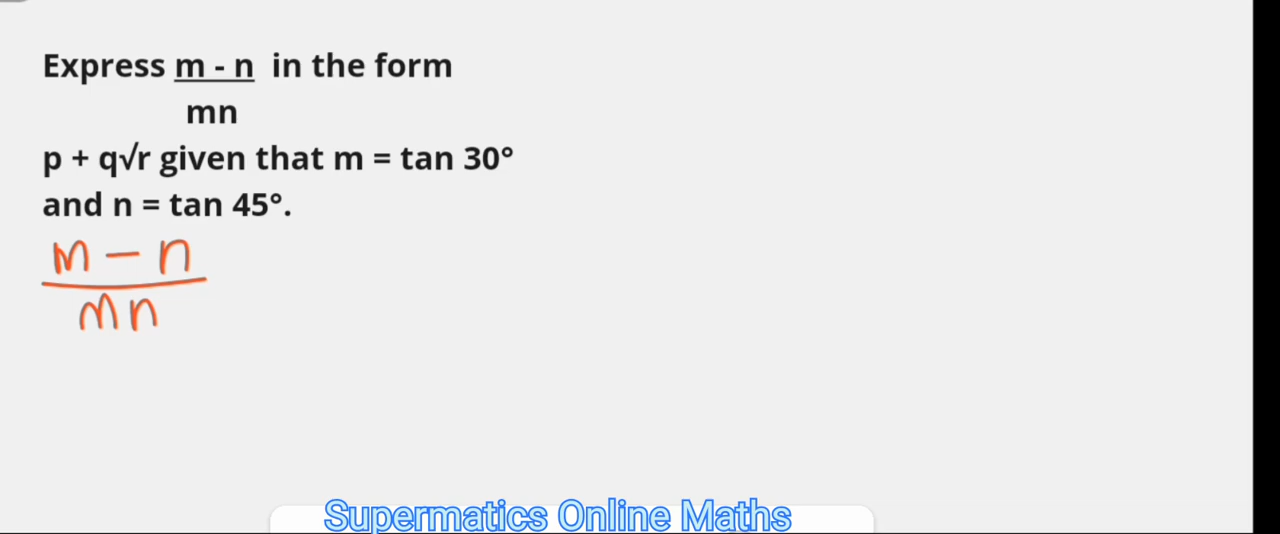 Express m - n in the form
mn
p + q√r given that m = tan 30°
and n = tan 45°.
m - n
mn
Supermatics Online Maths